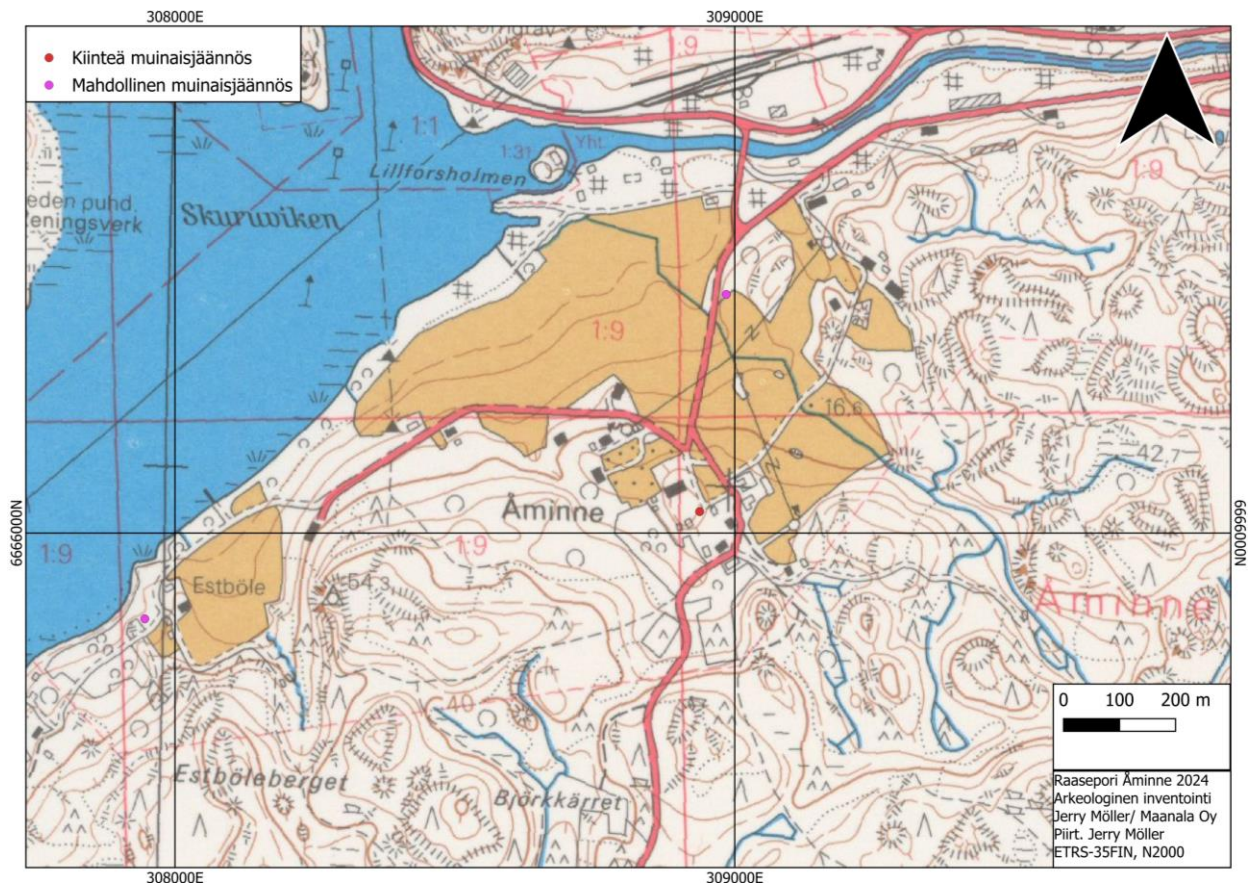 308000E
309000E
Kiinteä muinaisjäännös
Mahdollinen muinaisjäännös
1:9
1:1
Yht.
1:31
Lillforsholmen
1:9
eden puhd.
eningsverk
Skuruviken
1:9
16.6
42.7
6666000N
Åminne
6666000N
1:9
1:9
54.3
Estböle
Åminne
40
Estböleberget
Björkkärret
0 100 200 m
Raasepori Åminne 2024
Arkeologinen inventointi
Jerry Möller/ Maanala Oy
Piirt. Jerry Möller
ETRS-35FIN, N2000
308000E
309000E